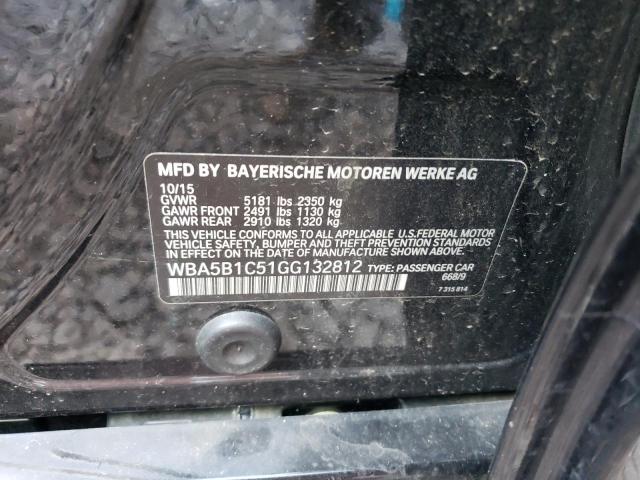 MFD BY BAYERISCHE MOTOREN WERKE AG
10/15
GVWR 5181 lbs 2350 kg
GAWR FRONT 2491 lbs 1130 kg
GAWR REAR 2910 lbs 1320 kg
THIS VEHICLE CONFORMS TO ALL APPLICABLE U.S.FEDERAL MOTOR
VEHICLE SAFETY, BUMPER AND THEFT PREVENTION STANDARDS
IN EFFECT ON THE DATE OF MANUFACTURE SHOWN ABOVE.
WBA5B1C51GG132812 TYPE: PASSENGER CAR
668/9
7 315 814